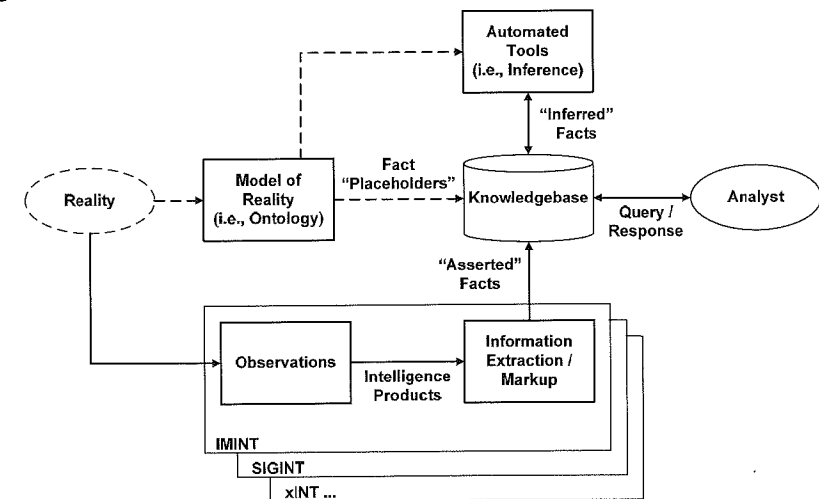 Automated
Tools
(i.e., Inference)
"Inferred"
Facts
Reality
Model of
Reality
(i.e., Ontology)
Fact
"Placeholders"
Knowledgebase
Query /
Response
Analyst
"Asserted"
Facts
Observations
Intelligence
Products
Information
Extraction /
Markup
IMINT
SIGINT
xINT ...